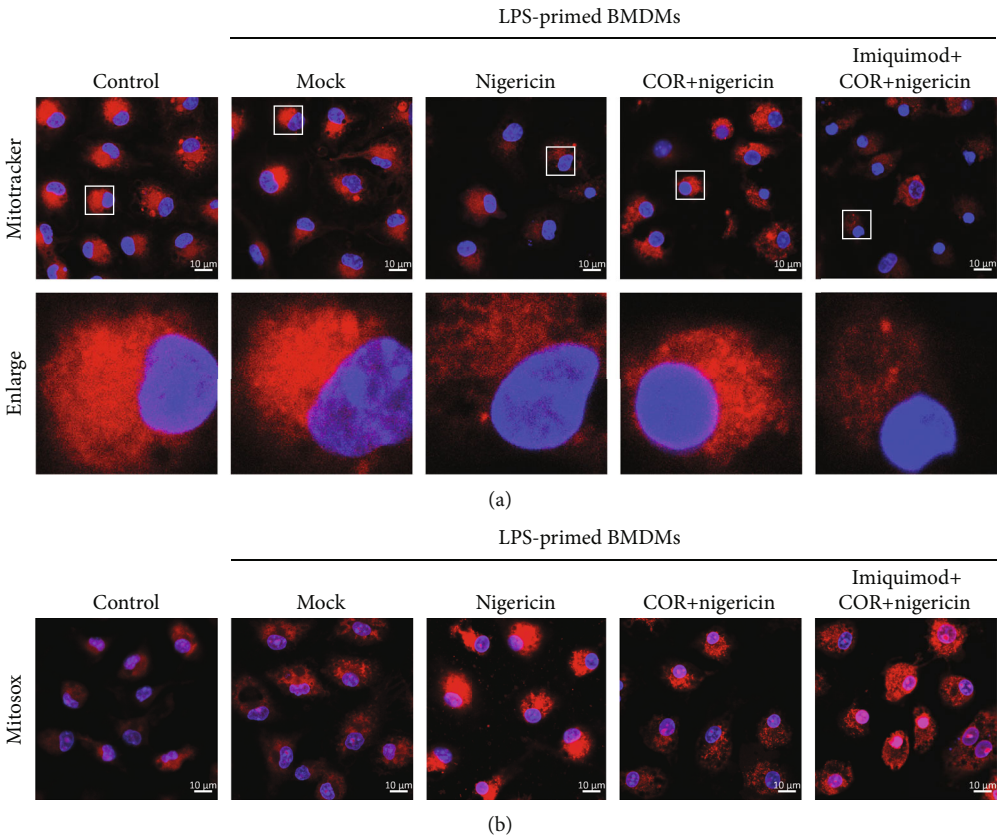 LPS-primed BMDMs
Control
Mock
Nigericin
COR+nigericin
Imiquimod+
COR+nigericin
Mitotracker
10 μm
10 μm
10 μm
10 μm
10 μm
Enlarge
(a)
LPS-primed BMDMs
Control
Mock
Nigericin
COR+nigericin
Imiquimod+
COR+nigericin
Mitosox
10 μm
10 μm
10 μm
10 μm
10 μm
(b)